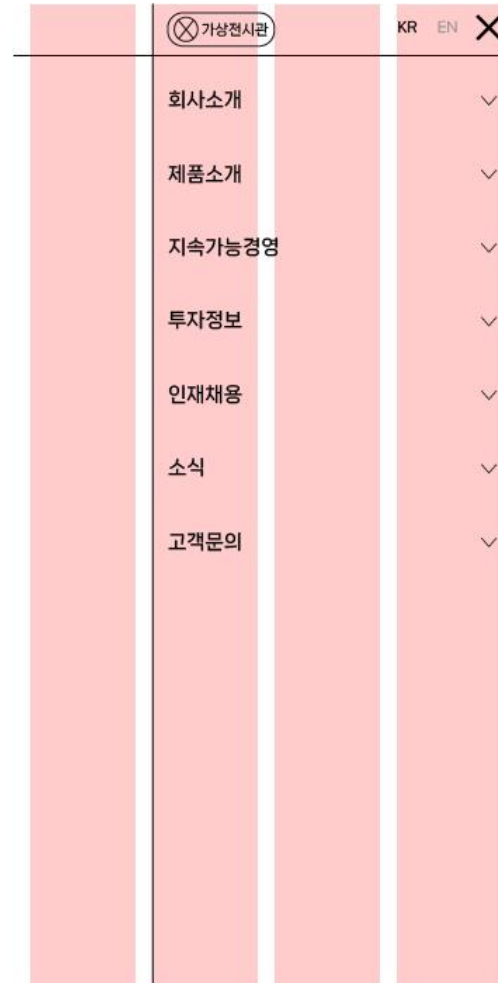 가상전시관 KR EN
회사소개
제품소개
지속가능경영
투자정보
인재채용
소식
고객문의